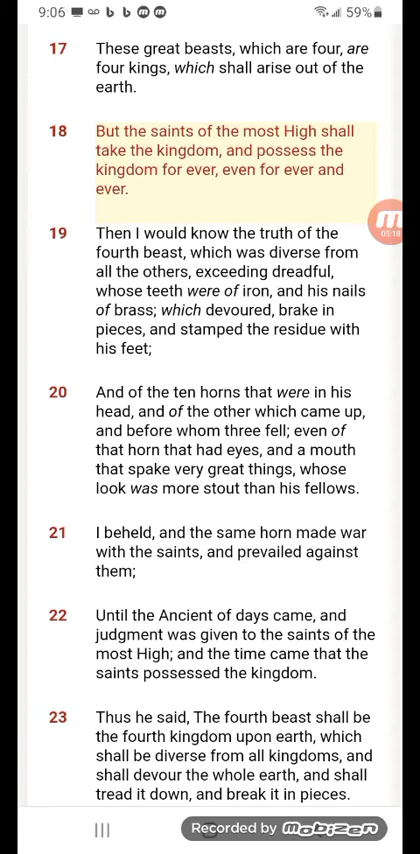 9:06 59%
17 These great beasts, which are four, are
four kings, which shall arise out of the
earth.
18 But the saints of the most High shall
take the kingdom, and possess the
kingdom for ever, even for ever and
ever.
05:18
19 Then I would know the truth of the
fourth beast, which was diverse from
all the others, exceeding dreadful,
whose teeth were of iron, and his nails
of brass; which devoured, brake in
pieces, and stamped the residue with
his feet;
20 And of the ten horns that were in his
head, and of the other which came up,
and before whom three fell; even of
that horn that had eyes, and a mouth
that spake very great things, whose
look was more stout than his fellows.
21 I beheld, and the same horn made war
with the saints, and prevailed against
them;
22 Until the Ancient of days came, and
judgment was given to the saints of the
most High; and the time came that the
saints possessed the kingdom.
23 Thus he said, The fourth beast shall be
the fourth kingdom upon earth, which
shall be diverse from all kingdoms, and
shall devour the whole earth, and shall
tread it down, and break it in pieces.
Recorded by mobizen